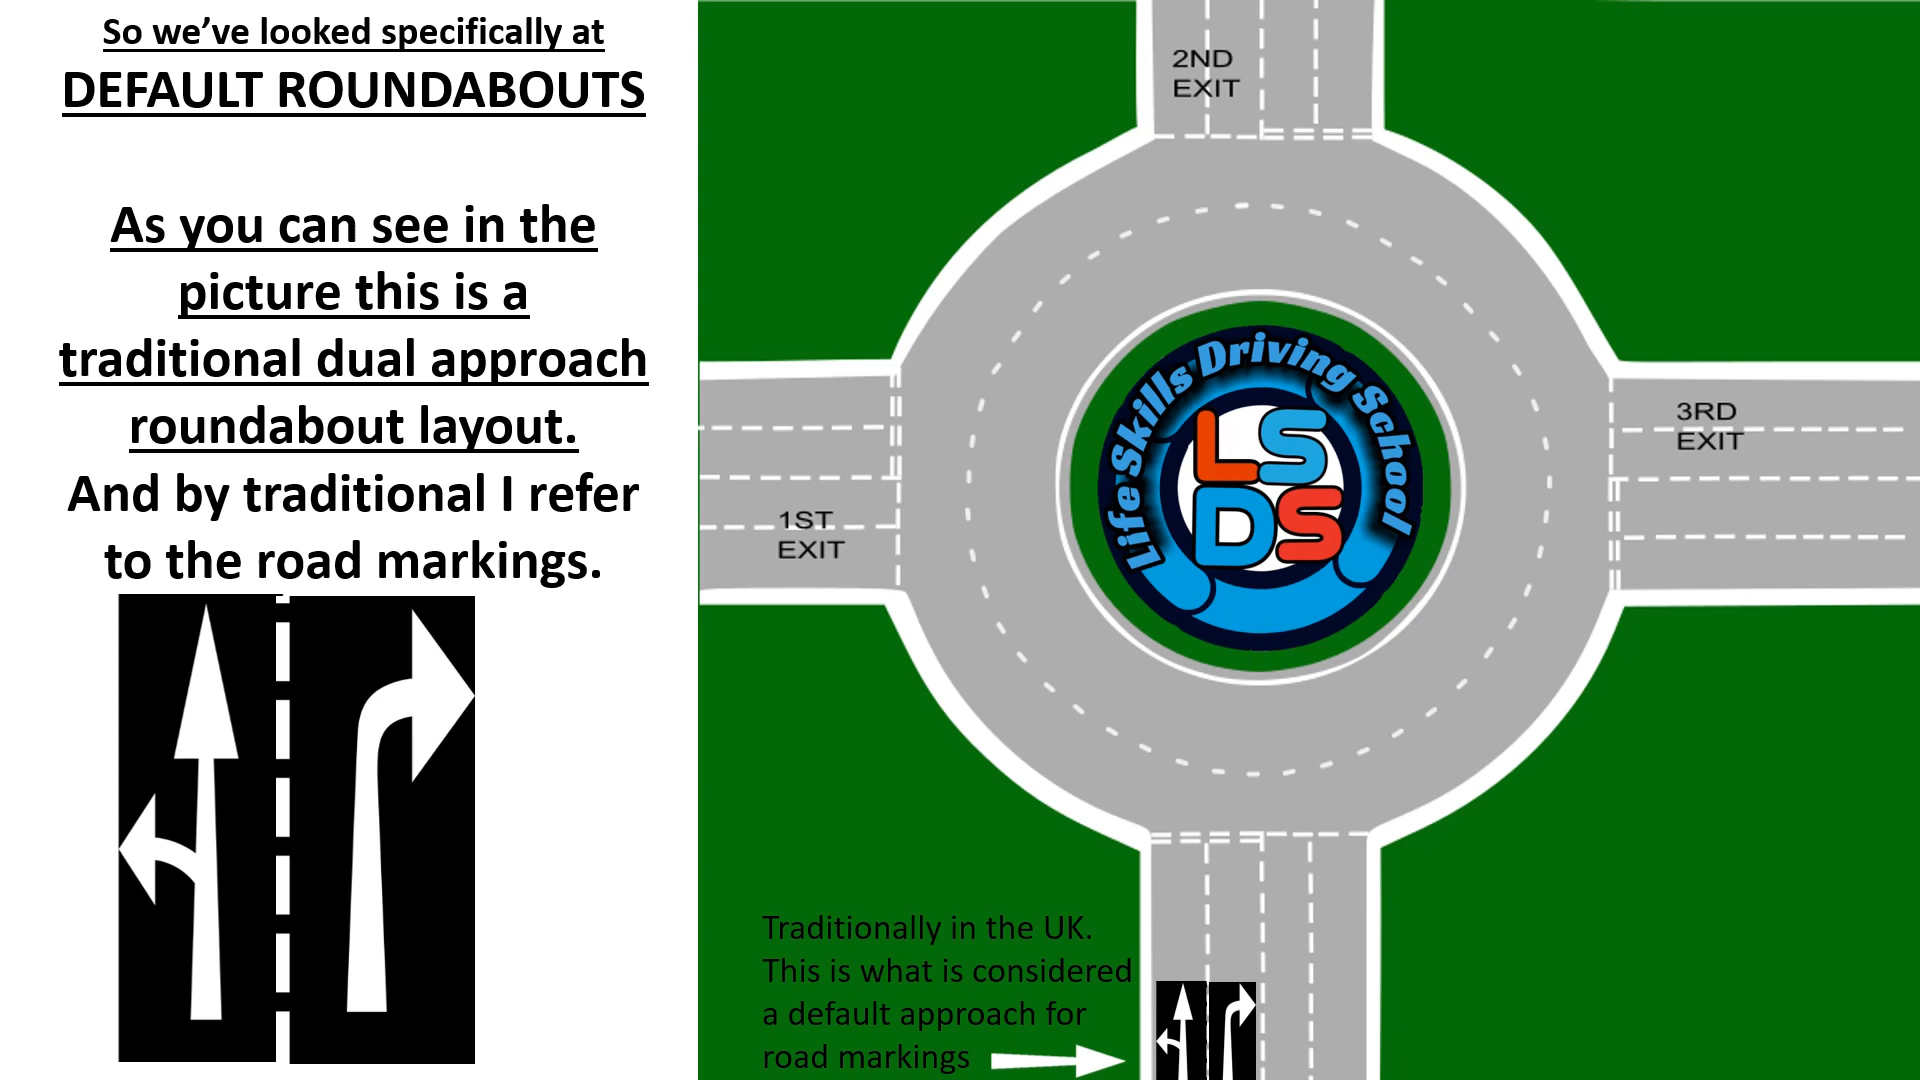 So we’ve looked specifically at
DEFAULT ROUNDABOUTS
As you can see in the
picture this is a
traditional dual approach
roundabout layout.
And by traditional I refer
to the road markings.
2ND
EXIT
3RD
EXIT
1ST
EXIT
Life Skills Driving School
LS
DS
Traditionally in the UK.
This is what is considered
a default approach for
road markings